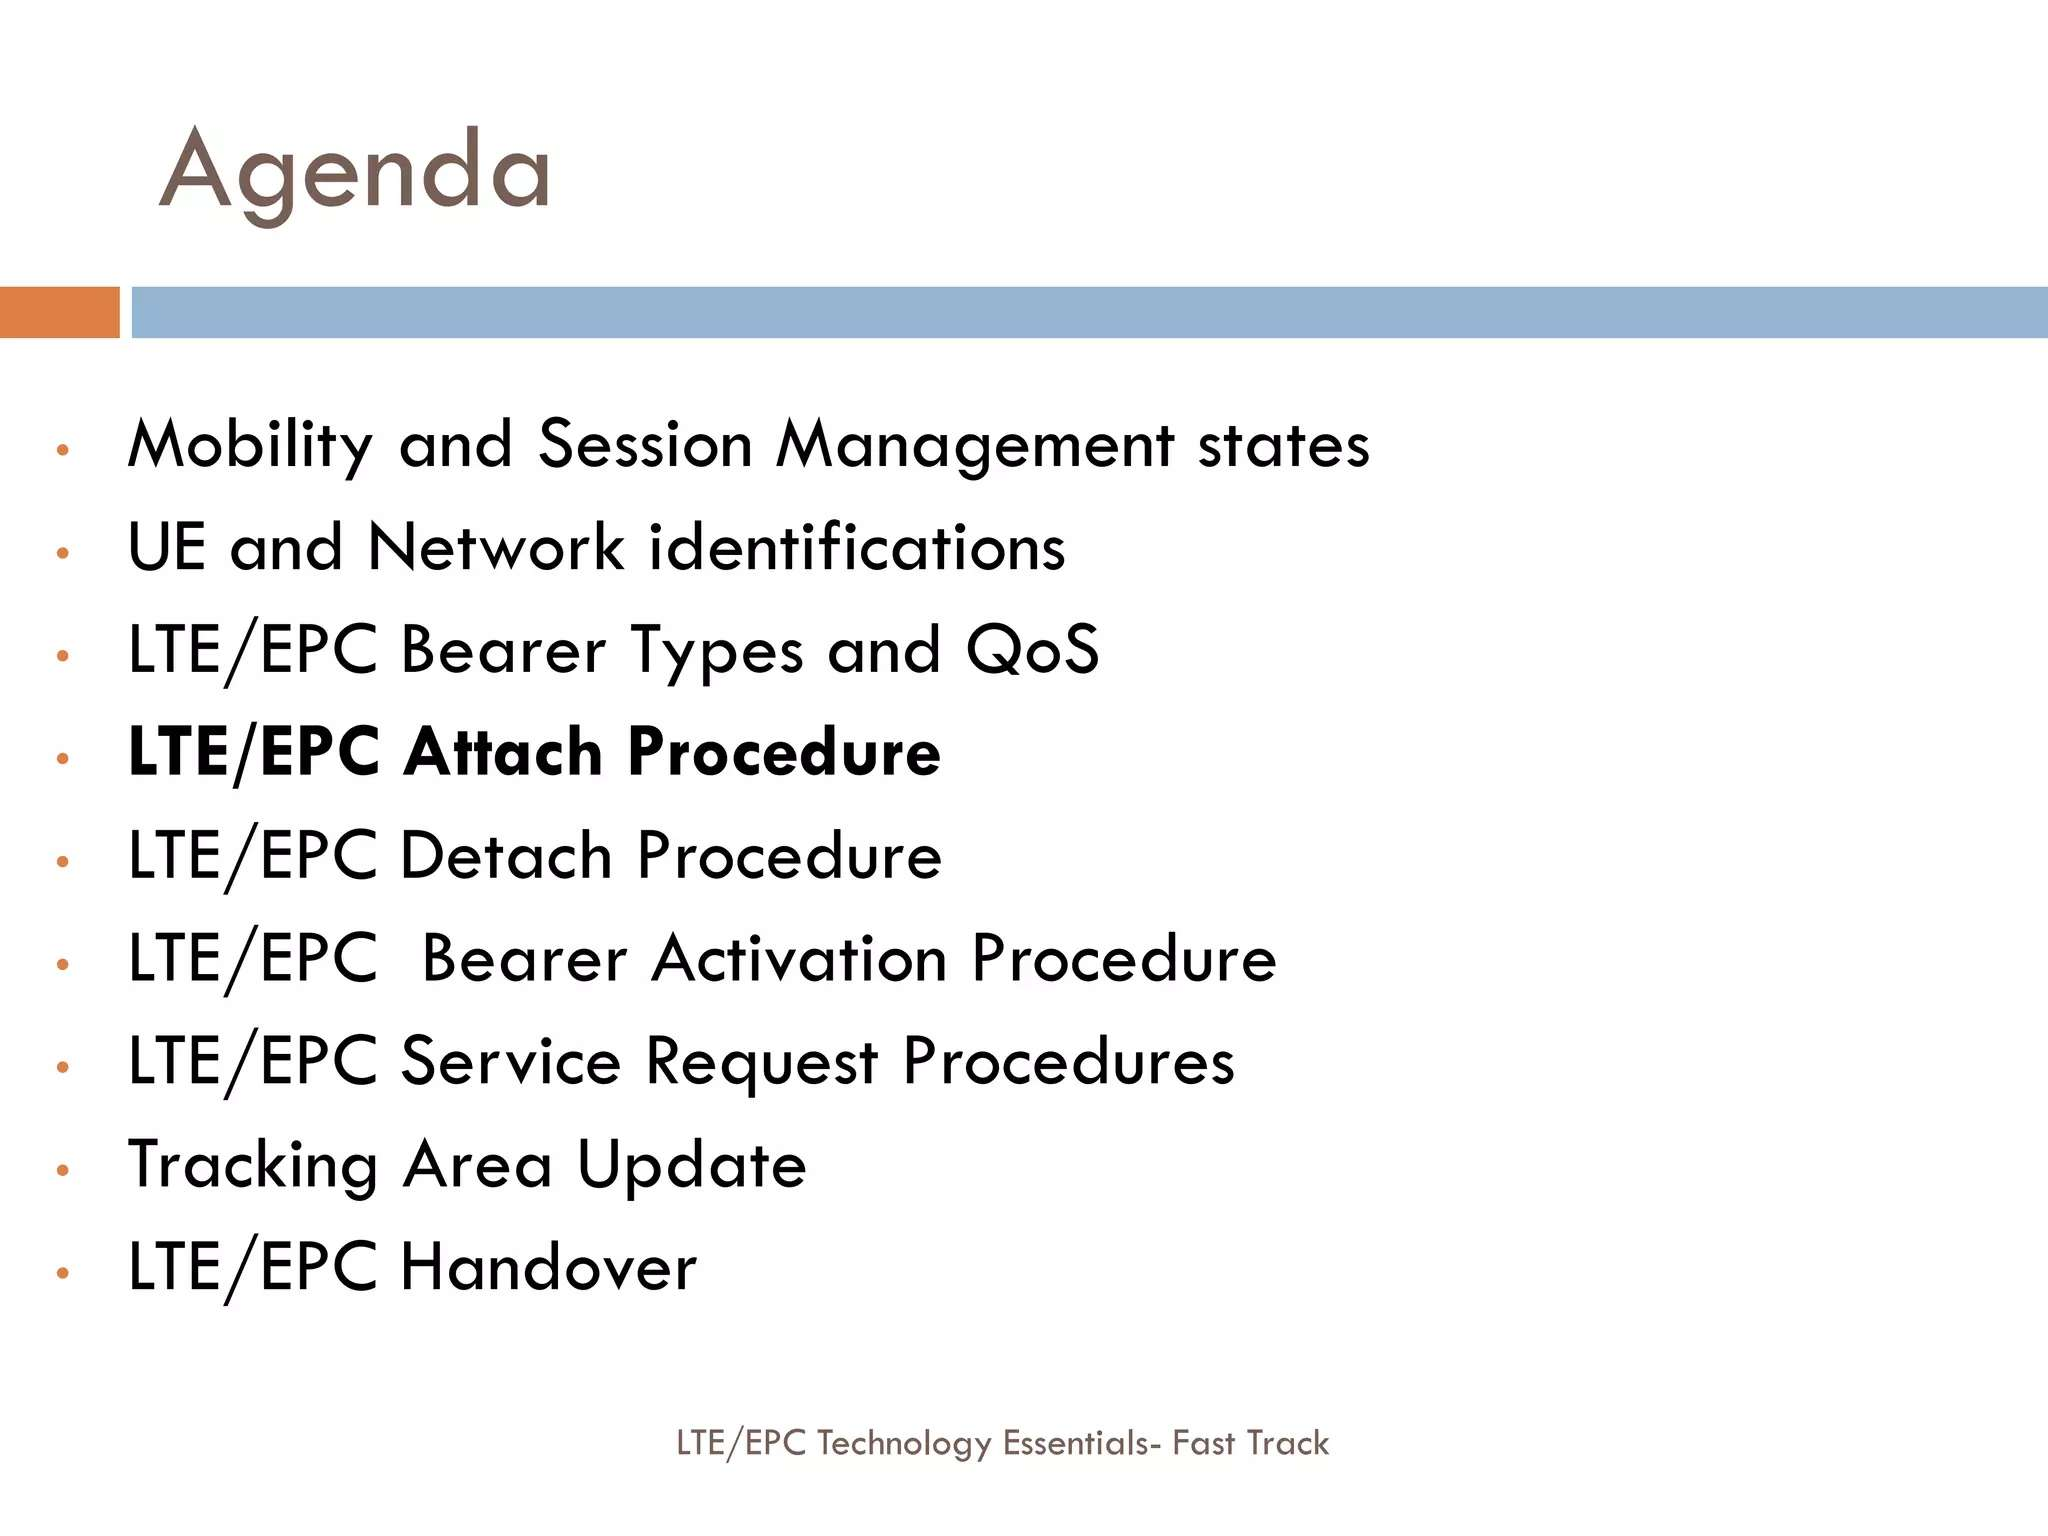 Agenda
• Mobility and Session Management states
• UE and Network identifications
• LTE/EPC Bearer Types and QoS
• LTE/EPC Attach Procedure
• LTE/EPC Detach Procedure
• LTE/EPC  Bearer Activation Procedure
• LTE/EPC Service Request Procedures
• Tracking Area Update
• LTE/EPC Handover
LTE/EPC Technology Essentials- Fast Track